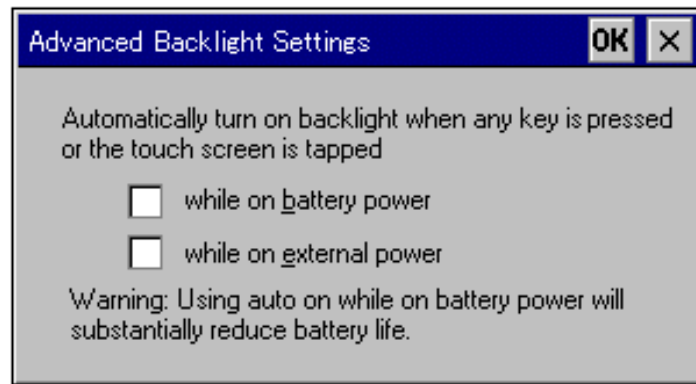 Advanced Backlight Settings OK ×
Automatically turn on backlight when any key is pressed
or the touch screen is tapped
while on battery power
while on external power
Warning: Using auto on while on battery power will
substantially reduce battery life.